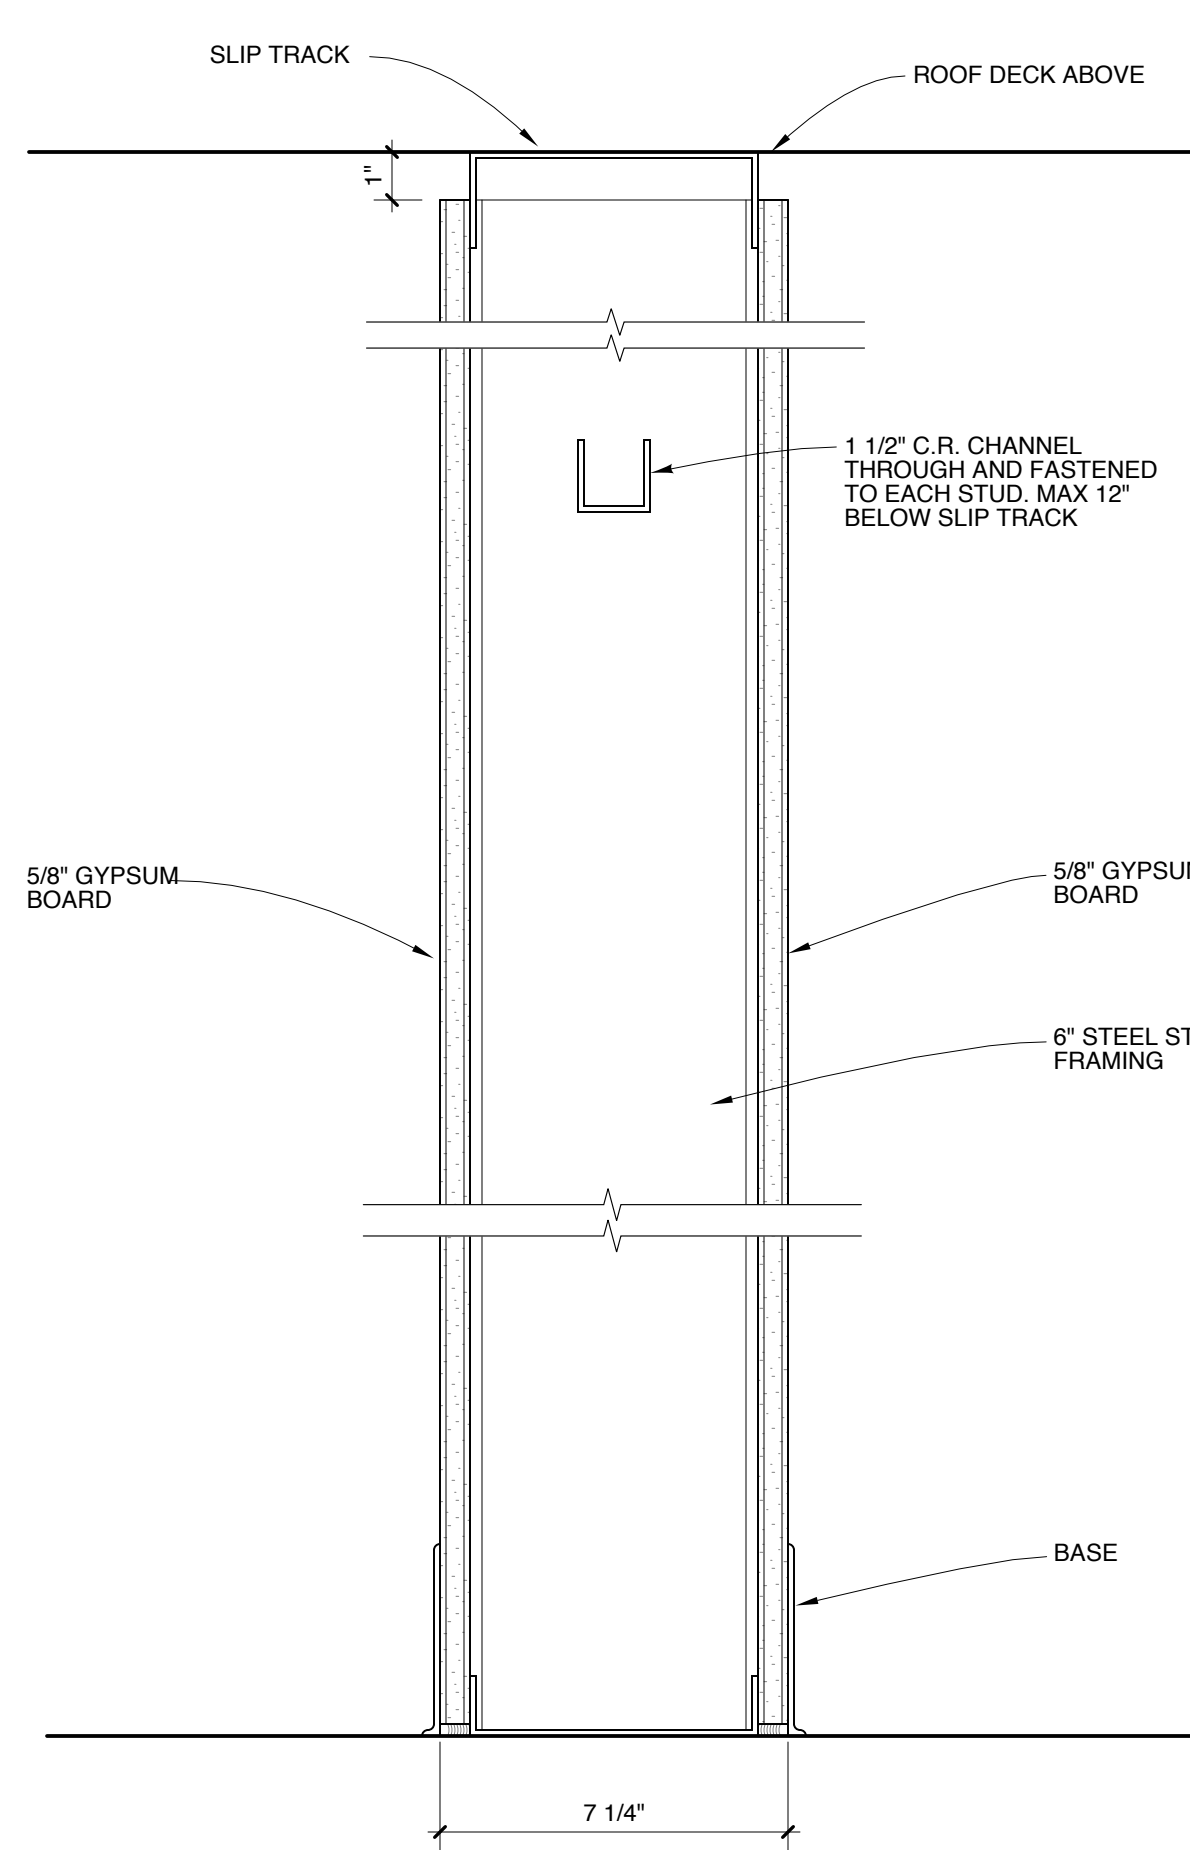 SLIP TRACK
ROOF DECK ABOVE
1"
1 1/2" C.R. CHANNEL
THROUGH AND FASTENED
TO EACH STUD. MAX 12"
BELOW SLIP TRACK
5/8" GYPSUM
BOARD
5/8" GYPSU
BOARD
6" STEEL ST
FRAMING
BASE
7 1/4"